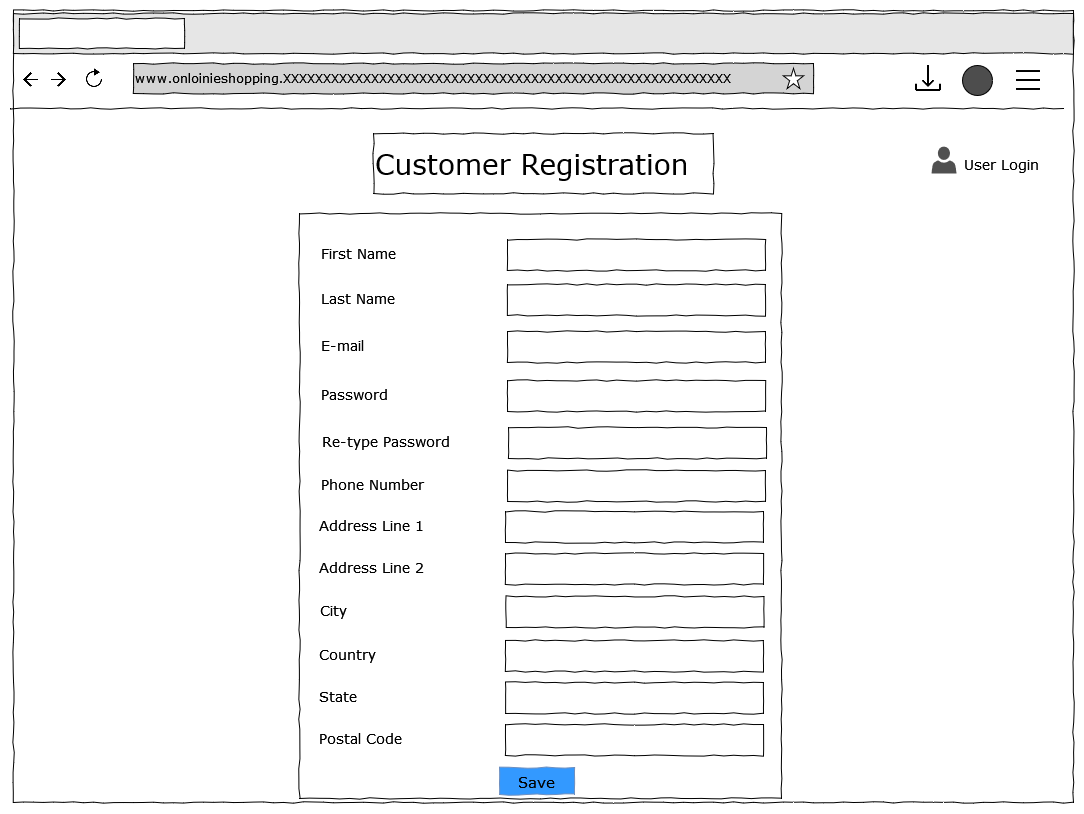 www.onloinieshopping.XXXXXXXXXXXXXXXXXXXXXXXXXXXXXXXXXXXXXXXXXXXXXXXXXXXXXXXX
Customer Registration
User Login
First Name
Last Name
E-mail
Password
Re-type Password
Phone Number
Address Line 1
Address Line 2
City
Country
State
Postal Code
Save